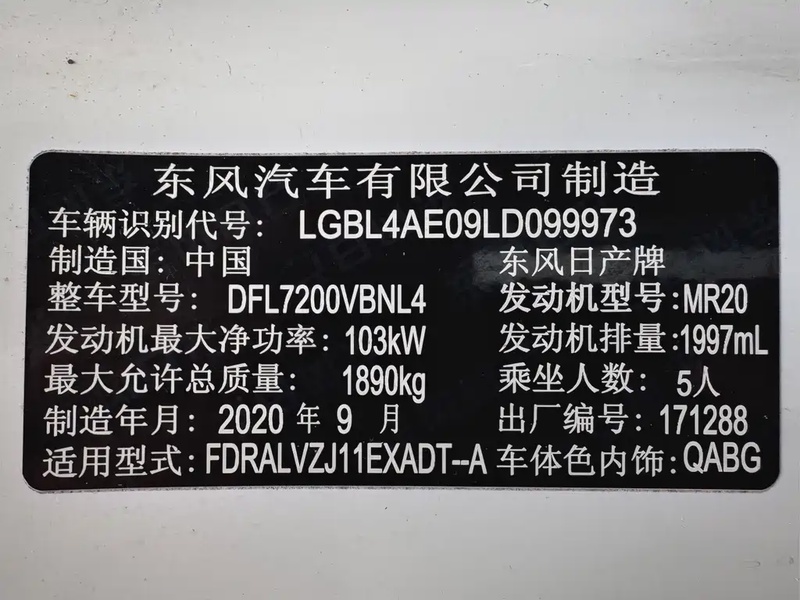 东风汽车有限公司制造
车辆识别代号: LGBL4AE09LD099973
制造国: 中国 东风日产牌
整车型号: DFL7200VBNL4 发动机型号:MR20
发动机最大净功率: 103kW 发动机排量:1997mL
最大允许总质量: 1890kg 乘坐人数: 5人
制造年月: 2020 年 9 月 出厂编号: 171288
适用型式:FDRALVZJ11EXADT--A 车体色内饰:QABG